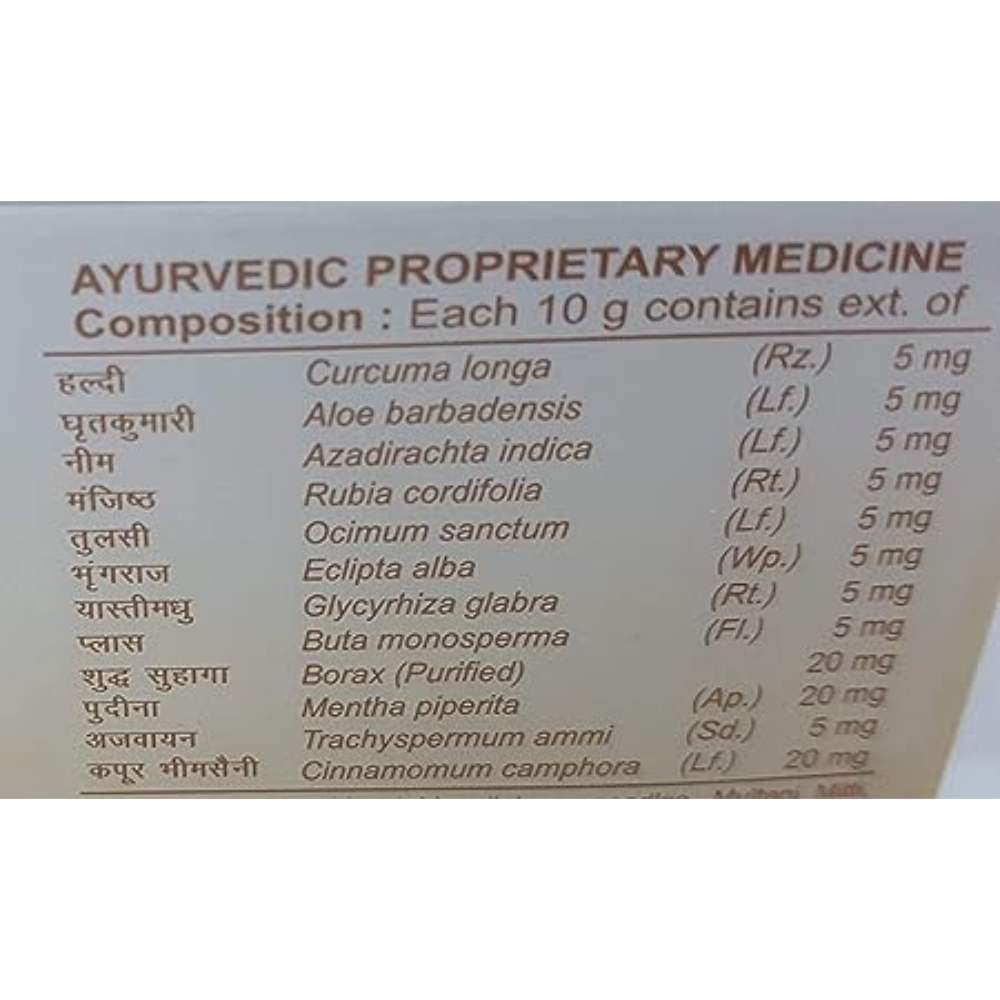 AYURVEDIC PROPRIETARY MEDICINE
Composition : Each 10 g contains ext. of
हल्दी Curcuma longa (Rz.) 5 mg
घृतकुमारी Aloe barbadensis (Lf.) 5 mg
नीम Azadirachta indica (Lf.) 5 mg
मंजिष्ठ Rubia cordifolia (Rt.) 5 mg
तुलसी Ocimum sanctum (Lf.) 5 mg
भृंगराज Eclipta alba (Wp.) 5 mg
यास्तीमधु Glycyrhiza glabra (Rt.) 5 mg
प्लास Buta monosperma (Fl.) 5 mg
शुद्ध सुहागा Borax (Purified) 20 mg
पुदीना Mentha piperita (Ap.) 20 mg
अजवायन Trachyspermum ammi (Sd.) 5 mg
कपूर भीमसैनी Cinnamomum camphora (Lf.) 20 mg
Multani Mitti,